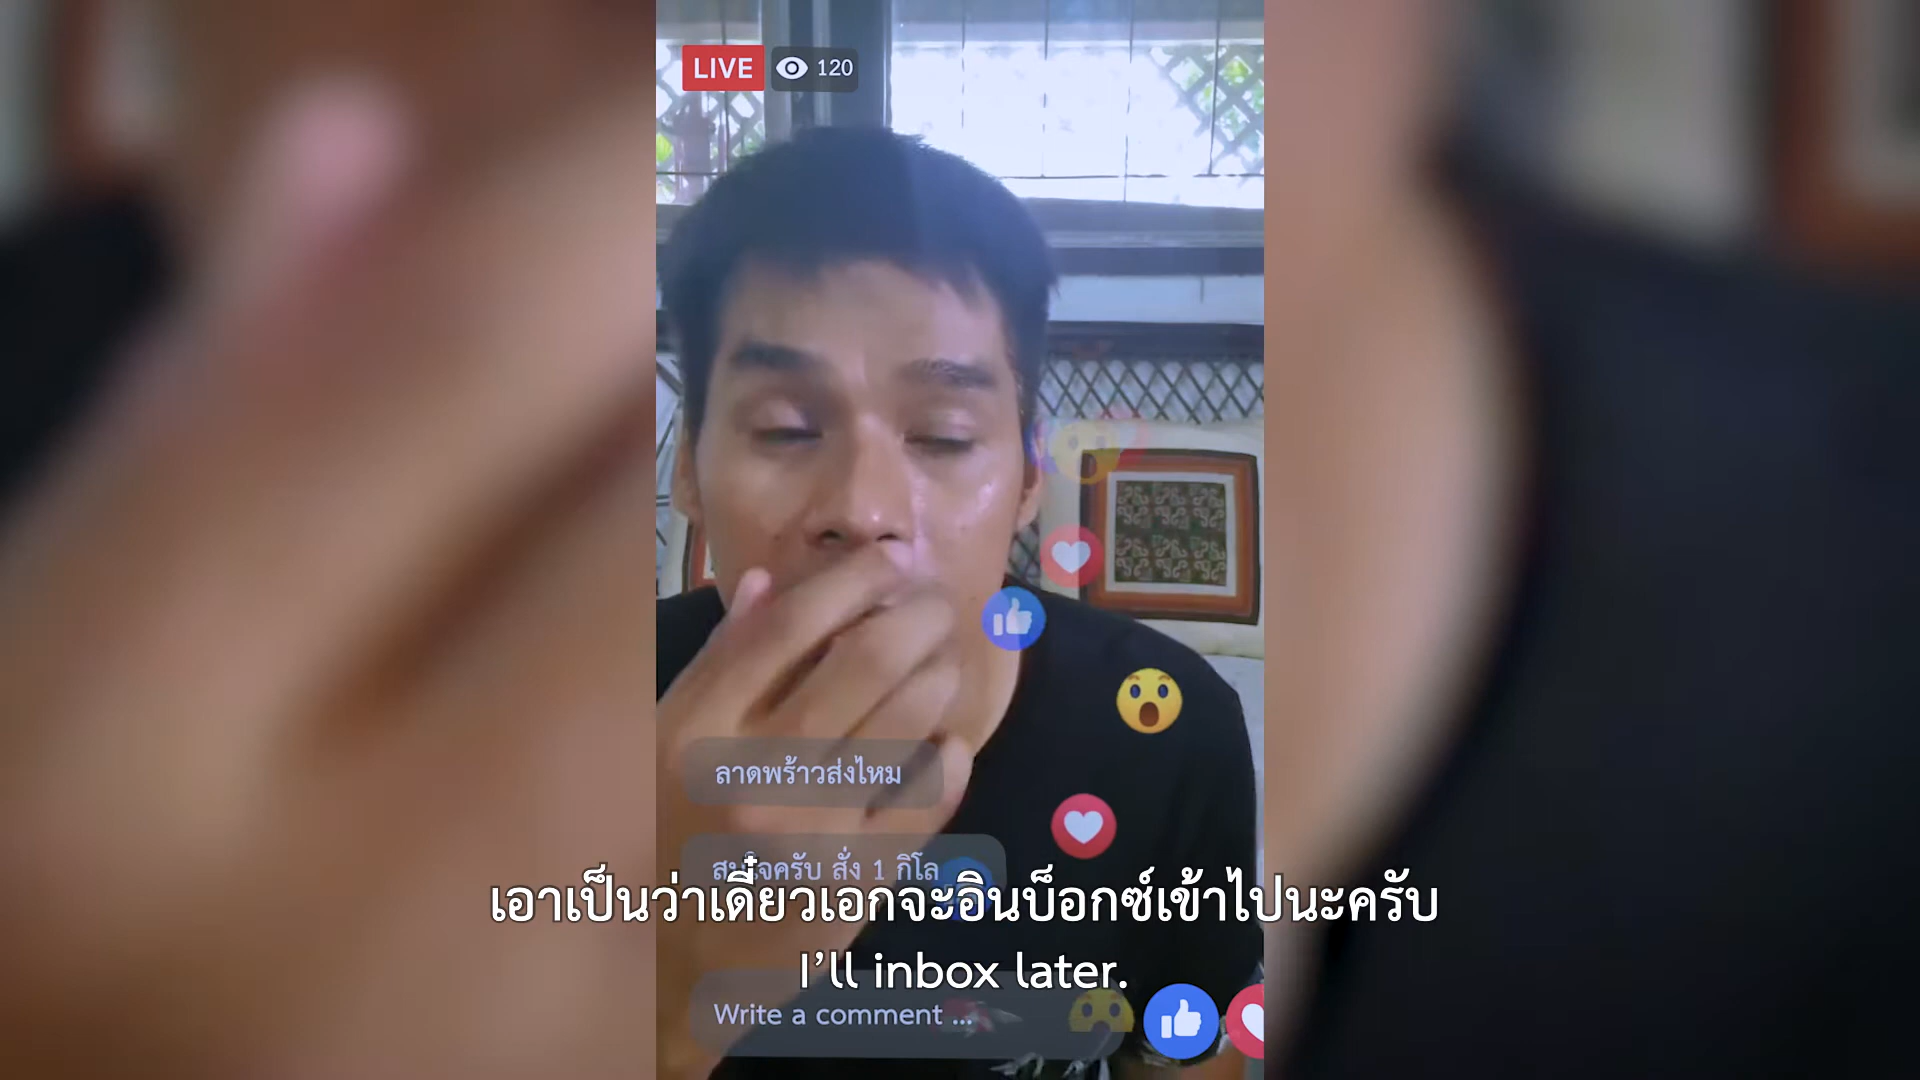 LIVE 120
ลาดพร้าวส่งไหม
สนใจครับ สั่ง 1 กิโล
เอาเป็นว่าเดี๋ยวเอกจะอินบ็อกซ์เข้าไปนะครับ
I’ll inbox later.
Write a comment ...